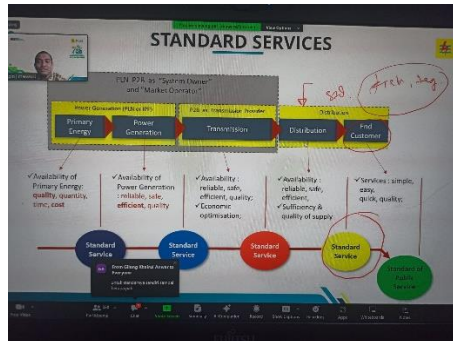 STANDARD SERVICES
PLN P2B as "System Owner"
and "Market Operator"
Power Generation (PLN or IPP)
P2B as Transmission Provider
Distribution
Primary
Energy
Power
Generation
Transmission
Distribution
End
Customer
✓Availability of
Primary Energy:
quality, quantity,
time, cost
✓Availability of
Power Generation
: reliable, safe,
efficient, quality
✓Availability :
reliable, safe,
efficient, quality;
✓Economic
optimisation;
✓Availability :
reliable, safe,
efficient;
✓Sufficiency &
quality of supply
✓Services : simple,
easy,
quick, quality;
Standard
Service
Standard
Service
Standard
Service
Standard
Service
Standard of
Public
Service